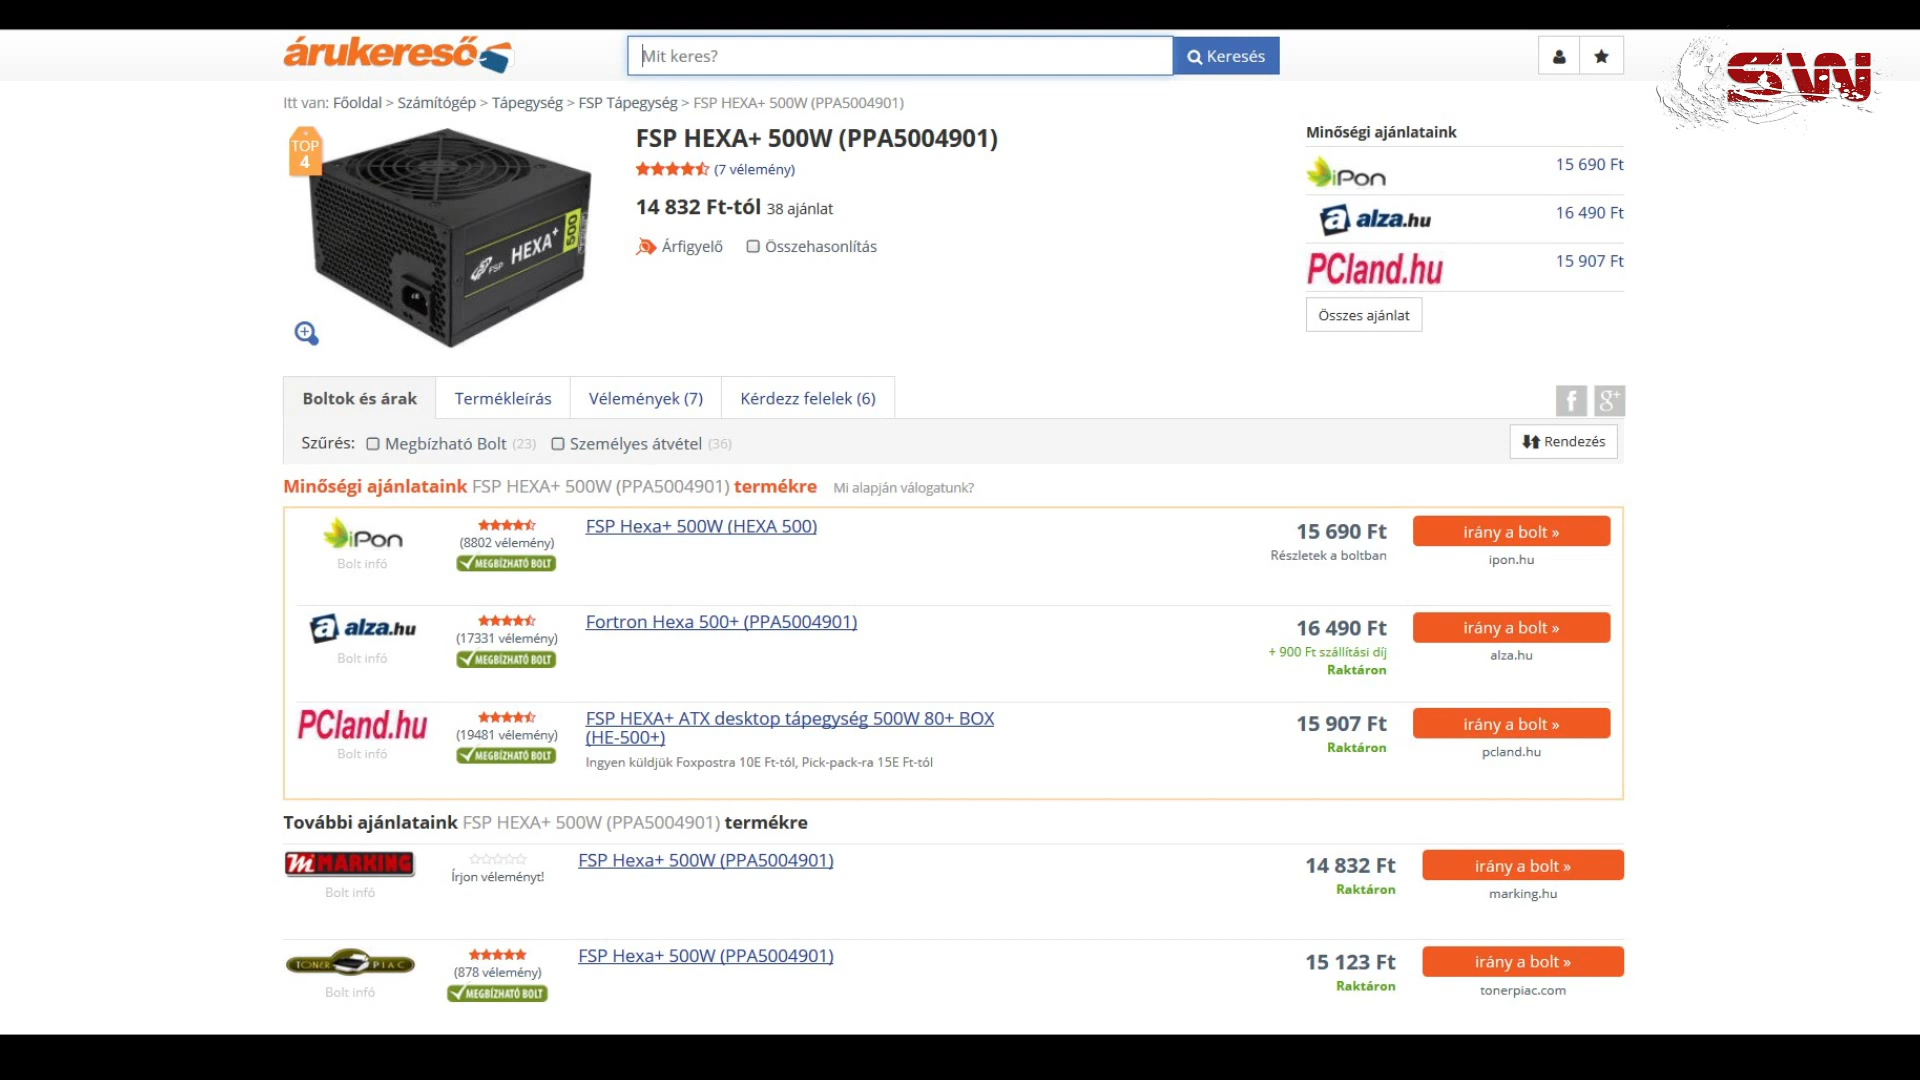 árukereső
Mit keres?
Keresés
SW
Itt van: Főoldal > Számítógép > Tápegység > FSP Tápegység > FSP HEXA+ 500W (PPA5004901)
TOP
4
FSP HEXA+ 500
FSP HEXA+ 500W (PPA5004901)
(7 vélemény)
14 832 Ft-tól 38 ajánlat
Árfigyelő Összehasonlítás
Minőségi ajánlataink
iPon 15 690 Ft
alza.hu 16 490 Ft
PCland.hu 15 907 Ft
Összes ajánlat
Boltok és árak Termékleírás Vélemények (7) Kérdezz felelek (6)
f g+
Szűrés: Megbízható Bolt (23) Személyes átvétel (36)
Rendezés
Minőségi ajánlataink FSP HEXA+ 500W (PPA5004901) termékre Mi alapján válogatunk?
iPon
Bolt infó
(8802 vélemény)
MEGBÍZHATÓ BOLT
FSP Hexa+ 500W (HEXA 500)
15 690 Ft
Részletek a boltban
irány a bolt »
ipon.hu
alza.hu
Bolt infó
(17331 vélemény)
MEGBÍZHATÓ BOLT
Fortron Hexa 500+ (PPA5004901)
16 490 Ft
+ 900 Ft szállítási díj
Raktáron
irány a bolt »
alza.hu
PCland.hu
Bolt infó
(19481 vélemény)
MEGBÍZHATÓ BOLT
FSP HEXA+ ATX desktop tápegység 500W 80+ BOX
(HE-500+)
Ingyen küldjük Foxpostra 10E Ft-tól, Pick-pack-ra 15E Ft-tól
15 907 Ft
Raktáron
irány a bolt »
pcland.hu
További ajánlataink FSP HEXA+ 500W (PPA5004901) termékre
m MARKING
Bolt infó
Írjon véleményt!
FSP Hexa+ 500W (PPA5004901)
14 832 Ft
Raktáron
irány a bolt »
marking.hu
TONER PIAC
Bolt infó
(878 vélemény)
MEGBÍZHATÓ BOLT
FSP Hexa+ 500W (PPA5004901)
15 123 Ft
Raktáron
irány a bolt »
tonerpiac.com